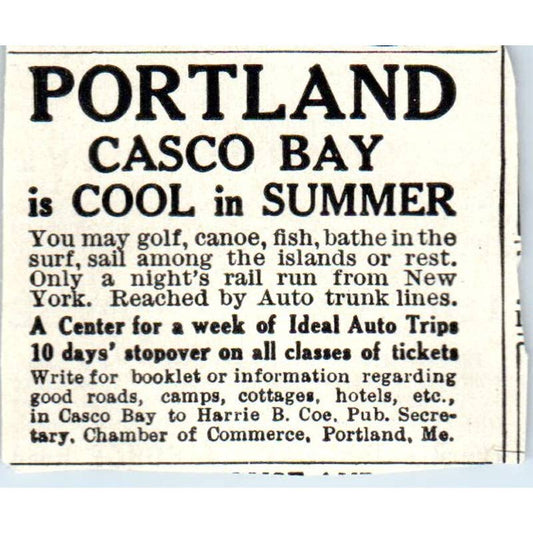 PORTLAND
CASCO BAY
is COOL in SUMMER
You may golf, canoe, fish, bathe in the
surf, sail among the islands or rest.
Only a night's rail run from New
York. Reached by Auto trunk lines.
A Center for a week of Ideal Auto Trips
10 days' stopover on all classes of tickets
Write for booklet or information regarding
good roads, camps, cottages, hotels, etc.,
in Casco Bay to Harrie B. Coe, Pub. Secre-
tary, Chamber of Commerce, Portland, Me.